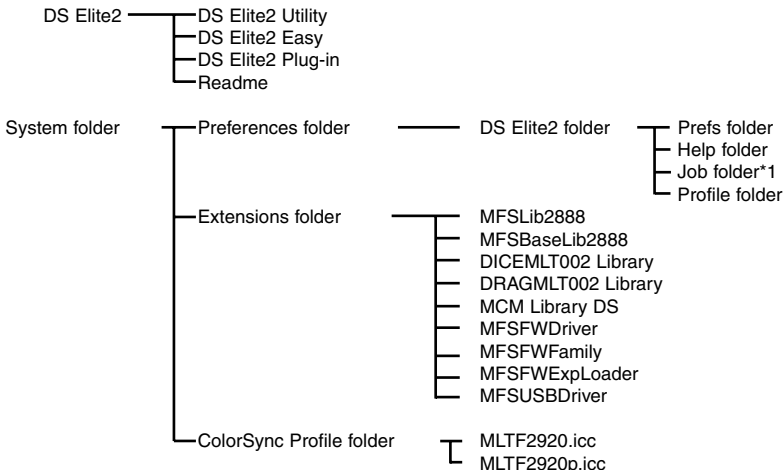 DS Elite2 DS Elite2 Utility
DS Elite2 Easy
DS Elite2 Plug-in
Readme
System folder Preferences folder DS Elite2 folder Prefs folder
Help folder
Job folder*1
Profile folder
Extensions folder MFSLib2888
MFSBaseLib2888
DICEMLT002 Library
DRAGMLT002 Library
MCM Library DS
MFSFWDriver
MFSFWFamily
MFSFWExpLoader
MFSUSBDriver
ColorSync Profile folder MLTF2920.icc
MLTF2920p.icc